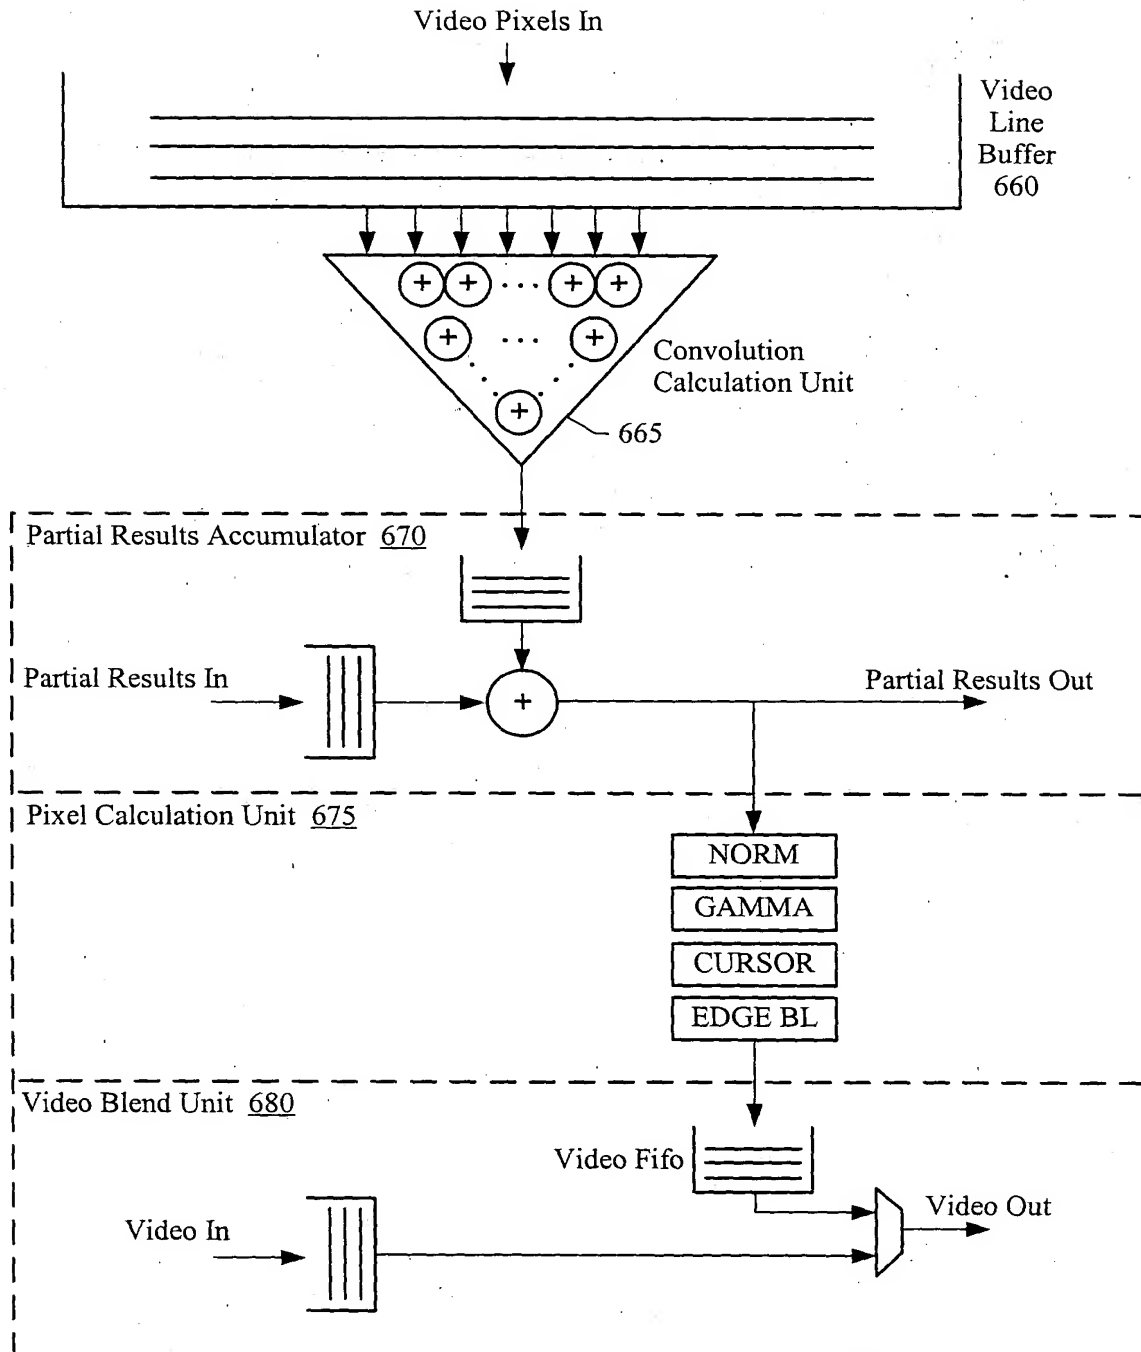 Video Pixels In
Video
Line
Buffer
660
+ + ... + +
+ ... +
Convolution
Calculation Unit
+
665
Partial Results Accumulator 670
Partial Results In
+
Partial Results Out
Pixel Calculation Unit 675
NORM
GAMMA
CURSOR
EDGE BL
Video Blend Unit 680
Video Fifo
Video In
Video Out